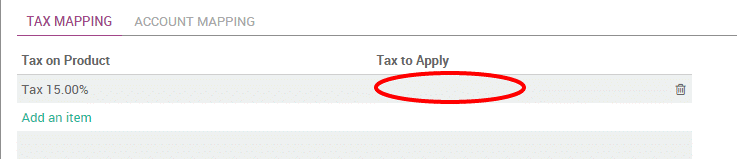 TAX MAPPING ACCOUNT MAPPING
Tax on Product Tax to Apply
Tax 15.00%
Add an item